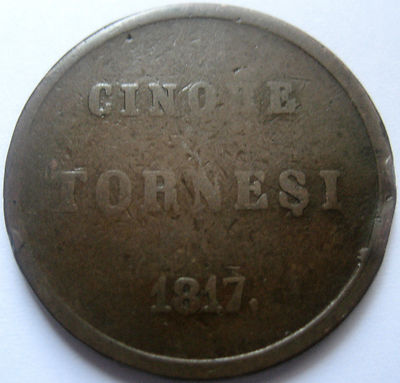 CINQUE
TORNESI
1817.